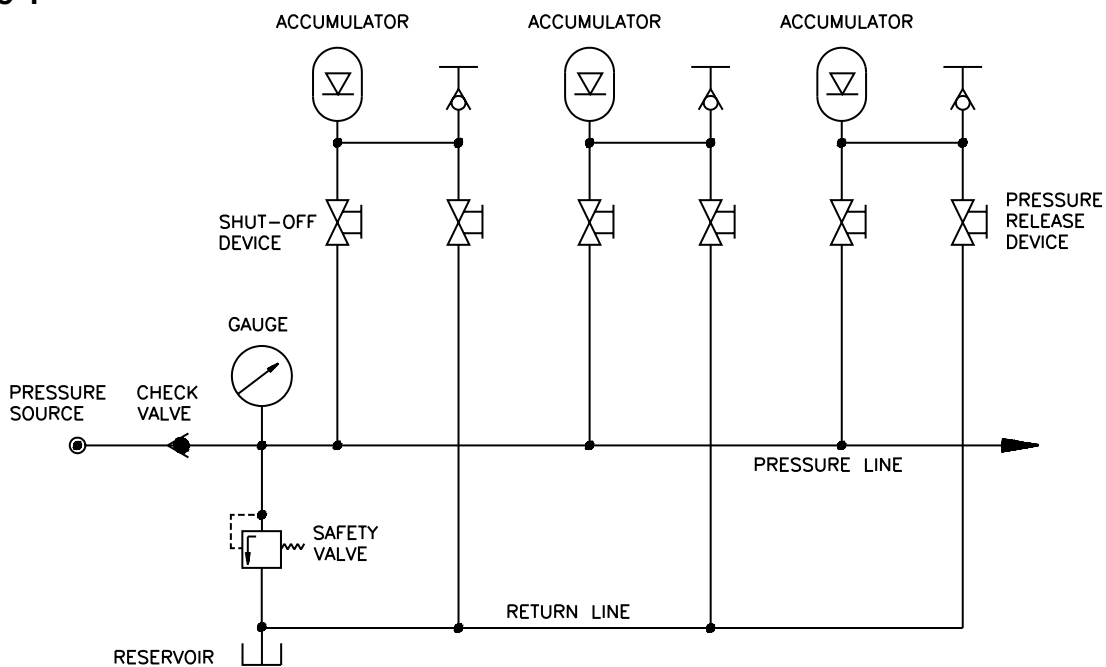 ACCUMULATOR
ACCUMULATOR
ACCUMULATOR
SHUT-OFF
DEVICE
PRESSURE
RELEASE
DEVICE
GAUGE
PRESSURE
SOURCE
CHECK
VALVE
PRESSURE LINE
SAFETY
VALVE
RETURN LINE
RESERVOIR